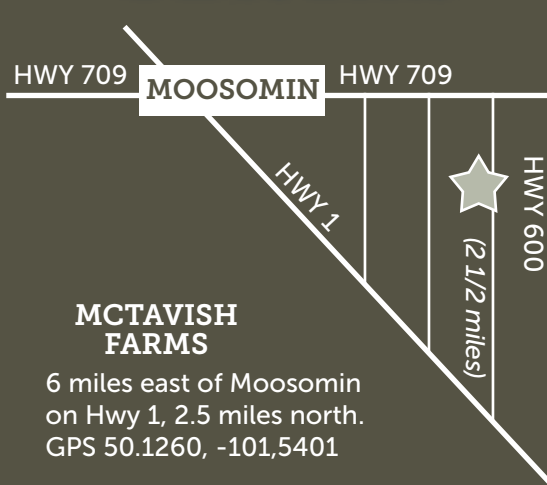 HWY 709
MOOSOMIN
HWY 709
HWY 1
HWY 600
(2 1/2 miles)
MCTAVISH
FARMS
6 miles east of Moosomin
on Hwy 1, 2.5 miles north.
GPS 50.1260, -101,5401